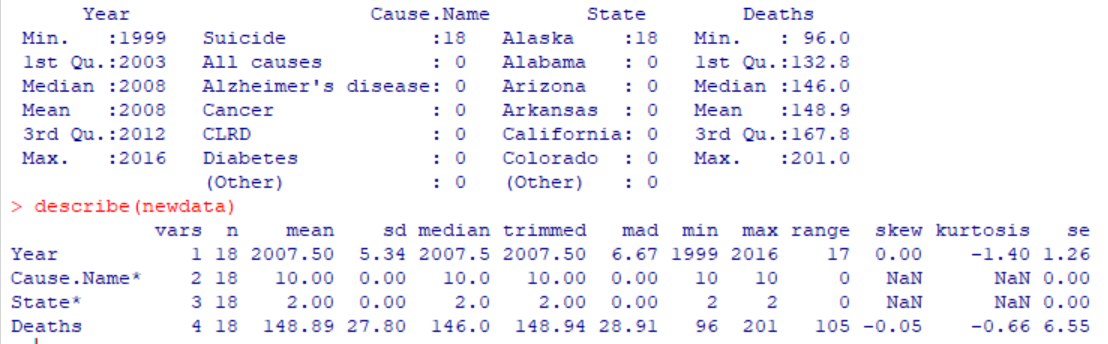 Year                     Cause.Name        State         Deaths
 Min.   :1999   Suicide            :18   Alaska    :18   Min.   : 96.0
 1st Qu.:2003   All causes         : 0   Alabama   : 0   1st Qu.:132.8
 Median :2008   Alzheimer's disease: 0   Arizona   : 0   Median :146.0
 Mean   :2008   Cancer             : 0   Arkansas  : 0   Mean   :148.9
 3rd Qu.:2012   CLRD               : 0   California: 0   3rd Qu.:167.8
 Max.   :2016   Diabetes           : 0   Colorado  : 0   Max.   :201.0
                (Other)            : 0   (Other)   : 0
> describe(newdata)
            vars  n    mean    sd median trimmed   mad  min  max range  skew kurtosis   se
Year           1 18 2007.50  5.34 2007.5 2007.50  6.67 1999 2016    17  0.00    -1.40 1.26
Cause.Name*    2 18   10.00  0.00   10.0   10.00  0.00   10   10     0   NaN      NaN 0.00
State*         3 18    2.00  0.00    2.0    2.00  0.00    2    2     0   NaN      NaN 0.00
Deaths         4 18  148.89 27.80  146.0  148.94 28.91   96  201   105 -0.05    -0.66 6.55